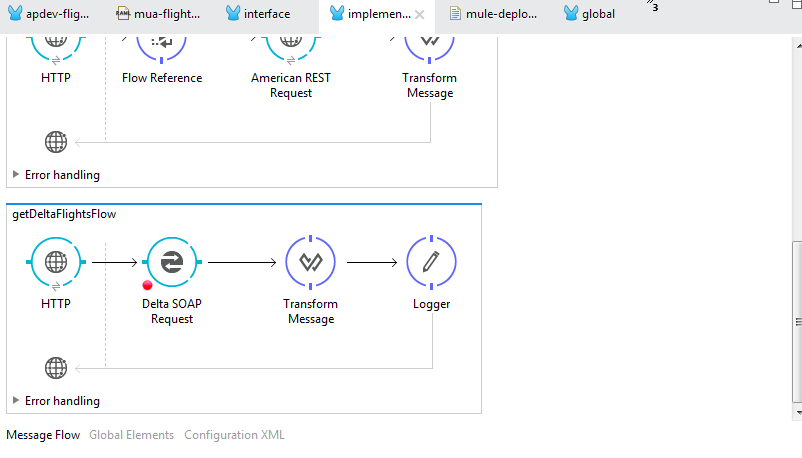 apdev-flig...
mua-flight...
interface
implemen...
mule-deplo...
global
3
HTTP
Flow Reference
American REST
Request
Transform
Message
Error handling
getDeltaFlightsFlow
HTTP
Delta SOAP
Request
Transform
Message
Logger
Error handling
Message Flow
Global Elements
Configuration XML